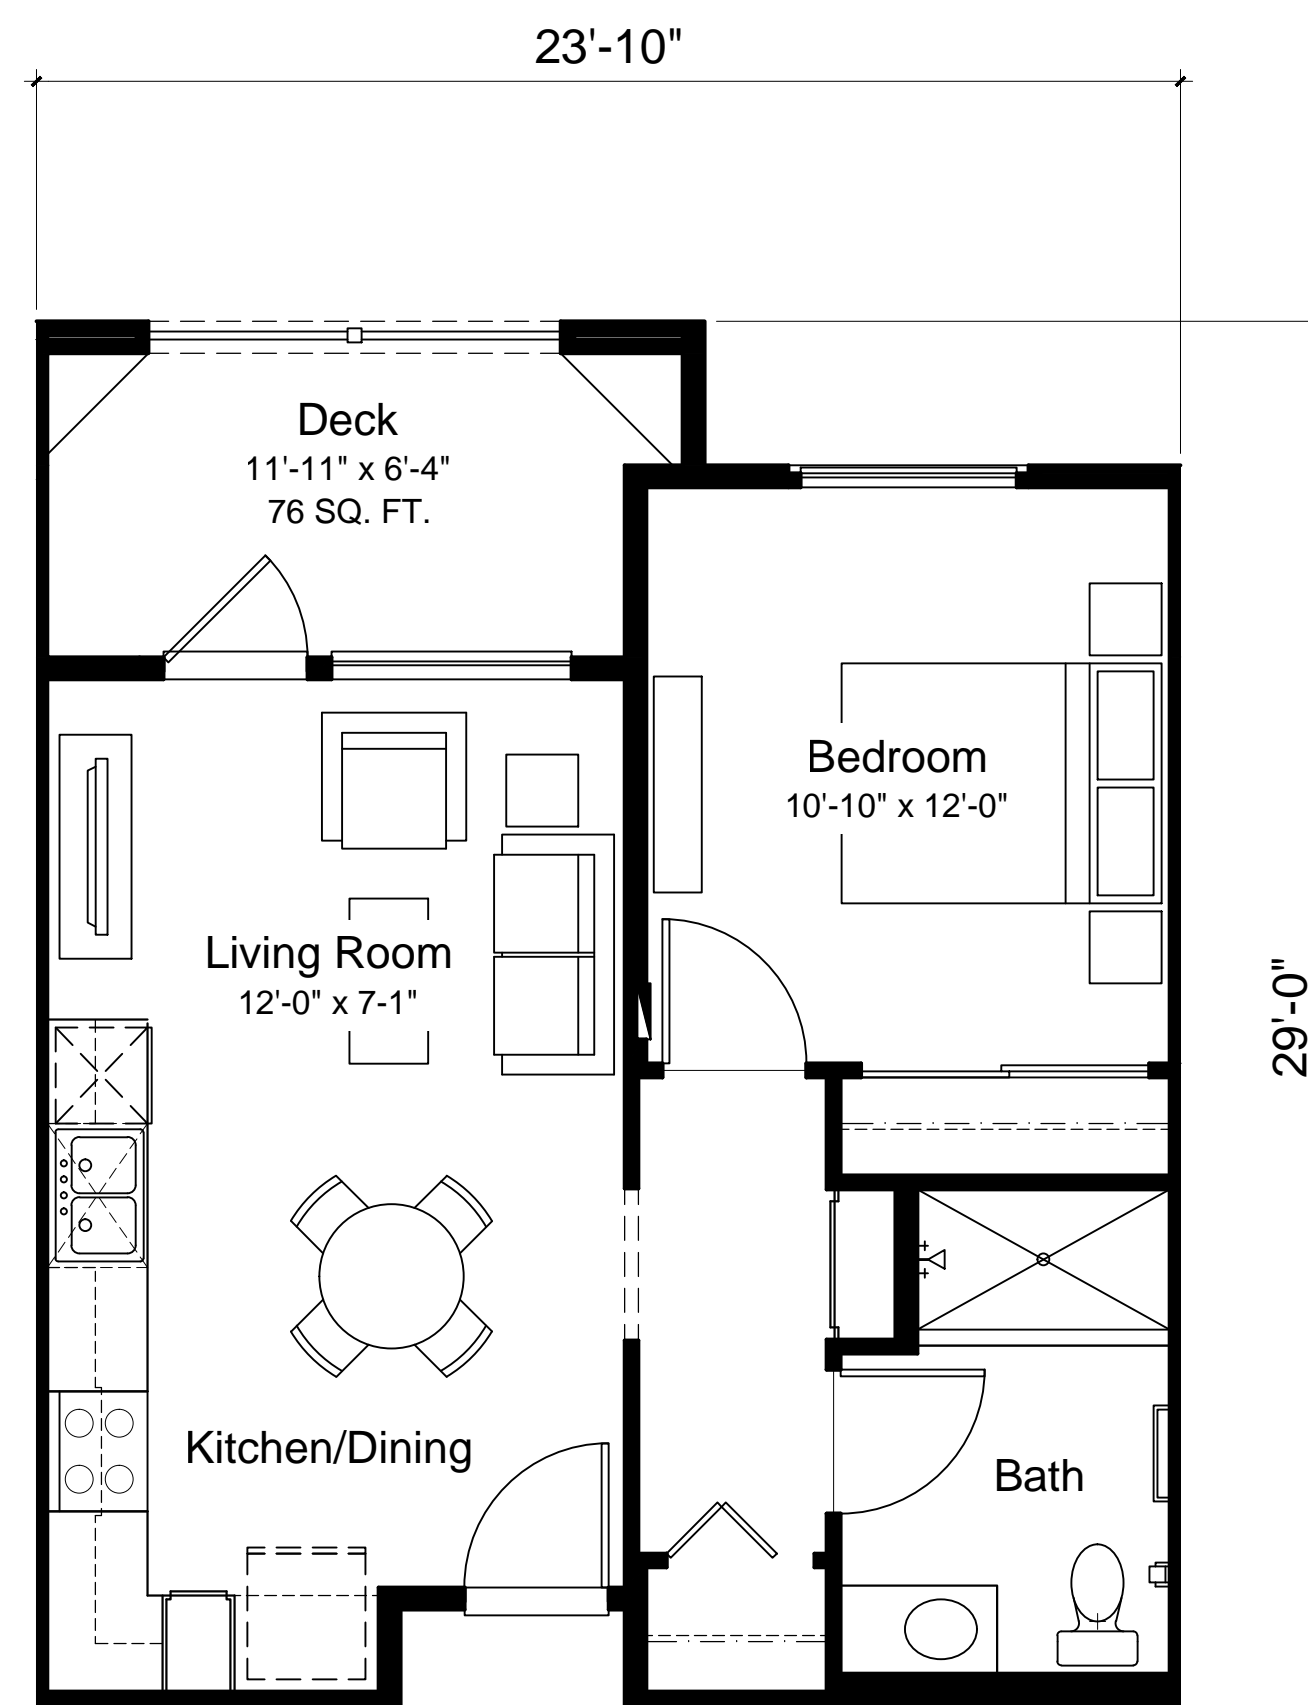 23'-10"
Deck
11'-11" x 6'-4"
76 SQ. FT.
Bedroom
10'-10" x 12'-0"
Living Room
12'-0" x 7-1"
29'-0"
Kitchen/Dining
Bath